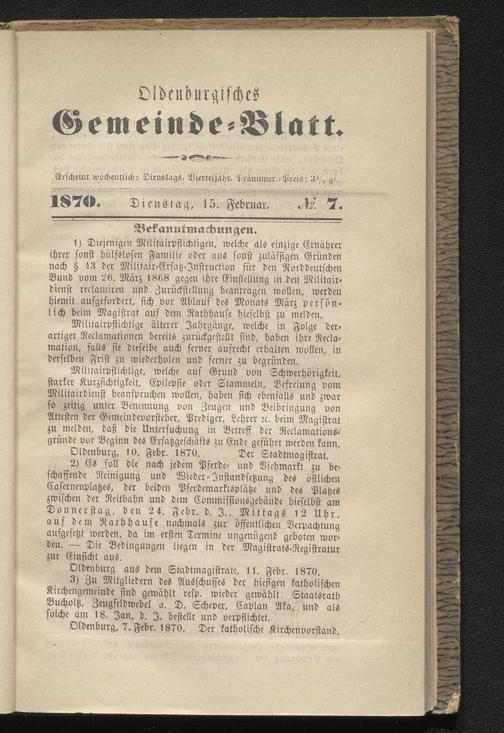 Oldenburgisches
Gemeinde-Blatt.
Erscheint wöchentlich: Dienstags. Vierteljähr. Pränumer.-Preis: 3¾ gr.
1870. Dienstag, 15. Februar. № 7.
Bekanntmachungen.
1) Diejenigen Militairpflichtigen, welche als einzige Ernährer
ihrer sonst hülflosen Familie oder aus sonst zulässigen Gründen
nach § 43 der Militair-Ersatz-Instruction für den Norddeutschen
Bund vom 26. März 1868 gegen ihre Einstellung in den Militair-
dienst reclamiren und Zurückstellung beantragen wollen, werden
hiemit aufgefordert, sich vor Ablauf des Monats März persön-
lich beim Magistrat auf dem Rathhause hieselbst zu melden.
Militairpflichtige älterer Jahrgänge, welche in Folge der-
artiger Reclamationen bereits zurückgestellt sind, haben ihre Recla-
mation, falls sie dieselbe auch ferner aufrecht erhalten wollen, in
derselben Frist zu wiederholen und ferner zu begründen.
Militairpflichtige, welche auf Grund von Schwerhörigkeit,
starker Kurzsichtigkeit, Epilepsie oder Stammeln, Befreiung vom
Militairdienst beanspruchen wollen, haben sich ebenfalls und zwar
so zeitig unter Benennung von Zeugen und Beibringung von
Attesten der Gemeindevorsteher, Prediger, Lehrer ꝛc. beim Magistrat
zu melden, daß die Untersuchung in Betreff der Reclamations-
gründe vor Beginn des Ersatzgeschäfts zu Ende geführt werden kann.
Oldenburg, 10. Febr. 1870. Der Stadtmagistrat.
2) Es soll die nach jedem Pferde- und Viehmarkt zu be-
schaffende Reinigung und Wieder-Instandsetzung des östlichen
Casernenplatzes, der beiden Pferdemarktsplätze und des Platzes
zwischen der Reitbahn und dem Commissionsgebäude hieselbst am
Donnerstag, den 24. Febr. d. J., Mittags 12 Uhr,
auf dem Rathhause nochmals zur öffentlichen Verpachtung
aufgesetzt werden, da im ersten Termine ungenügend geboten wor-
den. — Die Bedingungen liegen in der Magistrats-Registratur
zur Einsicht aus.
Oldenburg aus dem Stadtmagistrate, 11. Febr. 1870.
3) Zu Mitgliedern des Ausschusses der hiesigen katholischen
Kirchengemeinde sind gewählt resp. wieder gewählt: Staatsrath
Bucholtz, Zeugfeldwebel a. D. Scheper, Caplan Aka, und als
solche am 18. Jan. d. J. bestellt und verpflichtet.
Oldenburg, 7. Febr. 1870. Der katholische Kirchenvorstand.